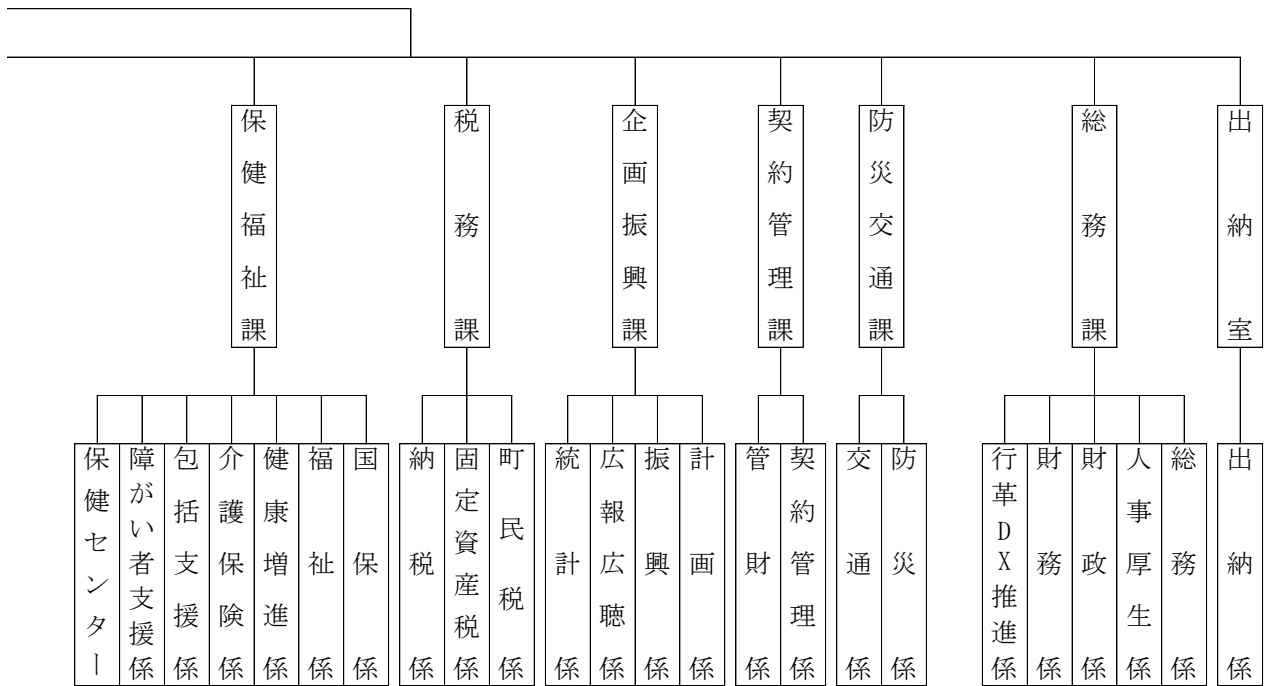 出納室
総務課
防災交通課
契約管理課
企画振興課
税務課
保健福祉課
出納係
総務係
人事厚生係
財政係
財務係
行革DX推進係
防災係
交通係
契約管理係
管財係
計画係
振興係
広報広聴係
統計係
町民税係
固定資産税係
納税係
国保係
福祉係
健康増進係
介護保険係
包括支援係
障がい者支援係
保健センター